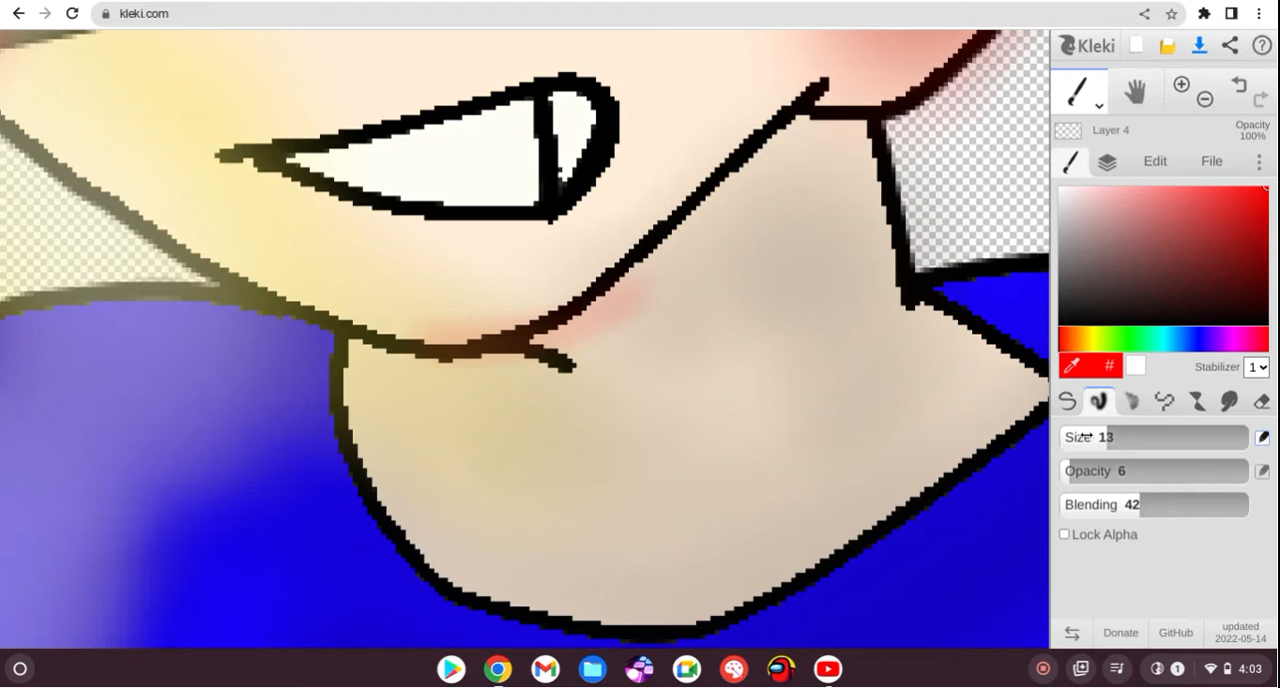 kleki.com
Kleki
Layer 4
Opacity
100%
Edit
File
#
Stabilizer 1
Size 13
Opacity 6
Blending 42
Lock Alpha
Donate
GitHub
updated
2022-05-14
1
4:03